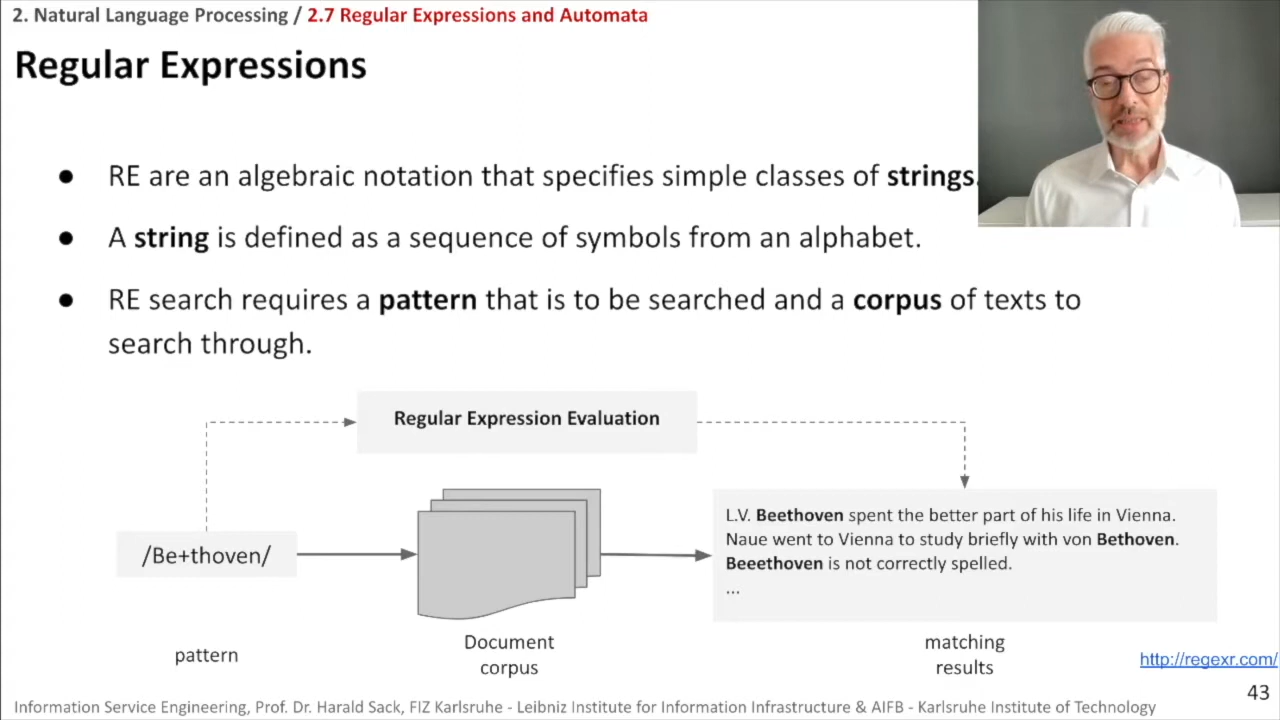 2. Natural Language Processing / 2.7 Regular Expressions and Automata
Regular Expressions
● RE are an algebraic notation that specifies simple classes of strings.
● A string is defined as a sequence of symbols from an alphabet.
● RE search requires a pattern that is to be searched and a corpus of texts to
search through.
Regular Expression Evaluation
/Be+thoven/
L.V. Beethoven spent the better part of his life in Vienna.
Naue went to Vienna to study briefly with von Bethoven.
Beeethoven is not correctly spelled.
...
pattern
Document
corpus
matching
results
http://regexr.com/
43
Information Service Engineering, Prof. Dr. Harald Sack, FIZ Karlsruhe - Leibniz Institute for Information Infrastructure & AIFB - Karlsruhe Institute of Technology